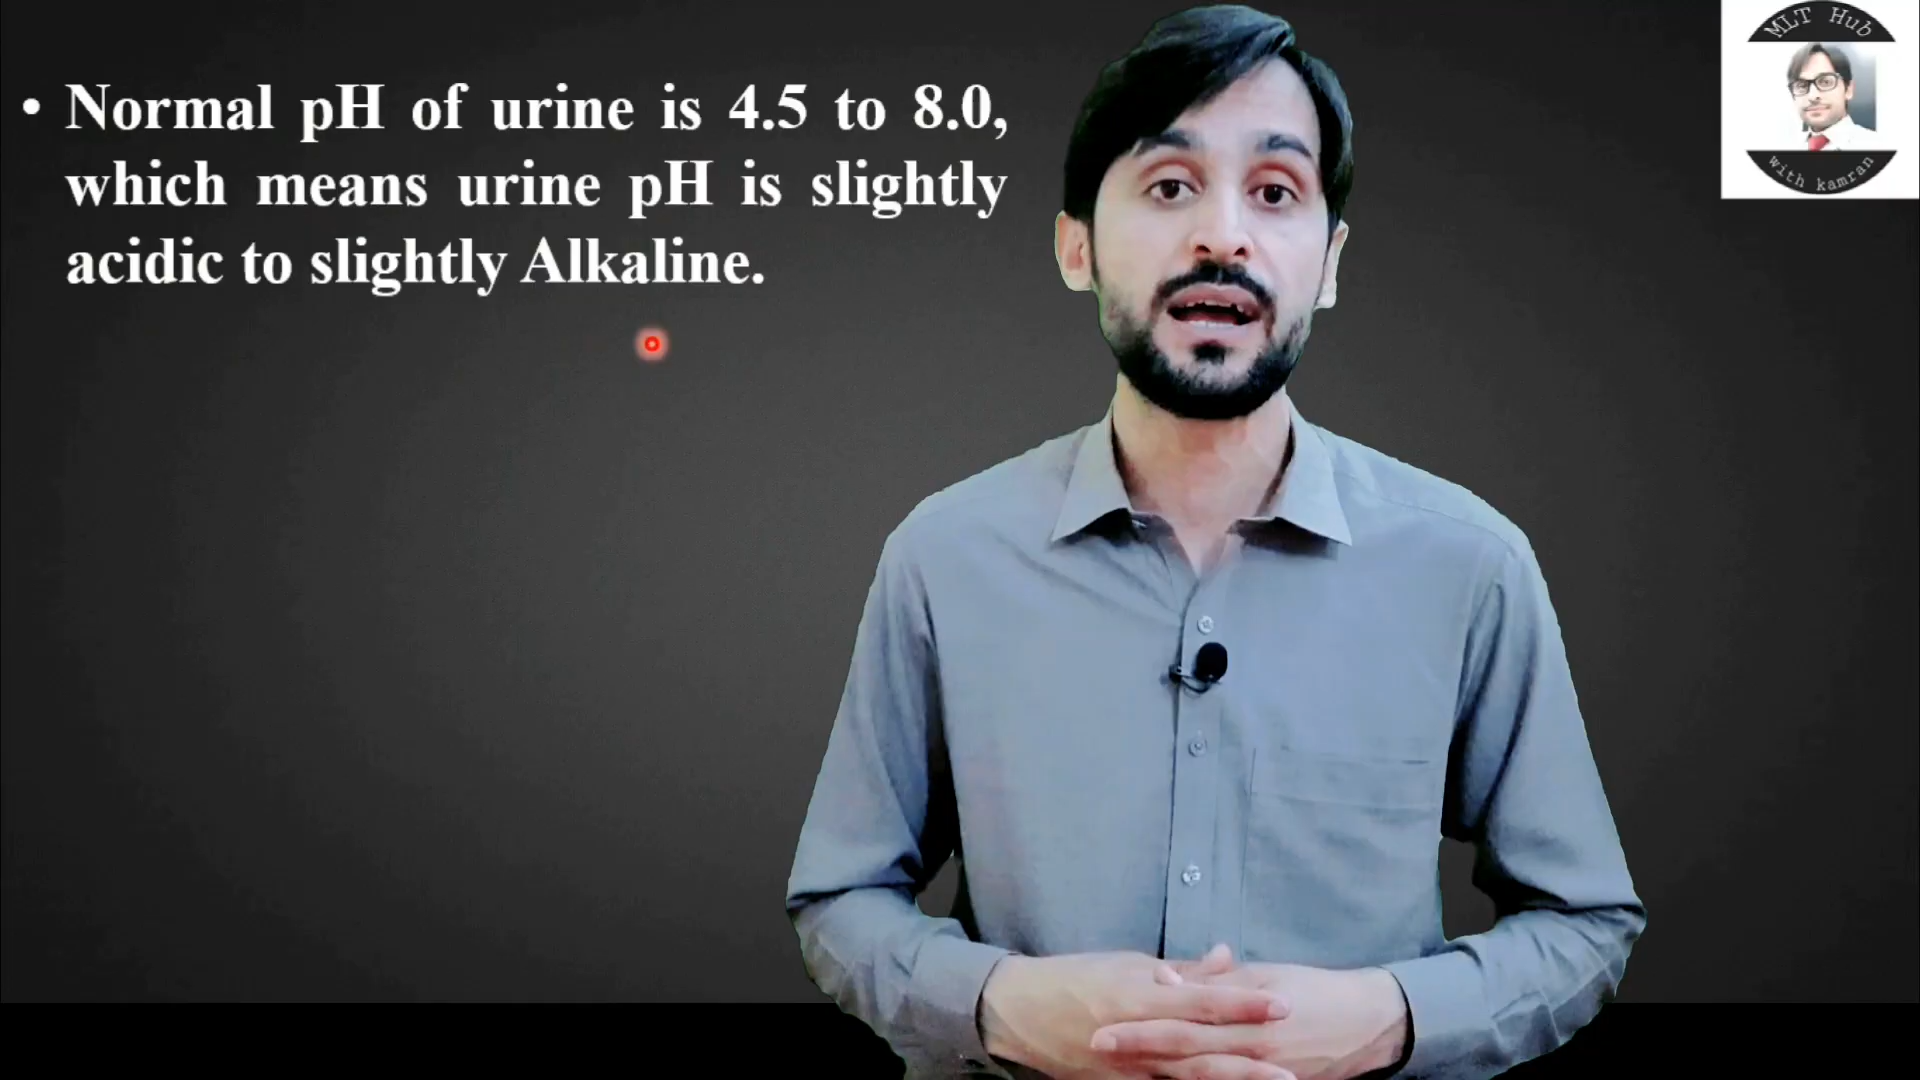 • Normal pH of urine is 4.5 to 8.0,
which means urine pH is slightly
acidic to slightly Alkaline.
MLT Hub
with kamran